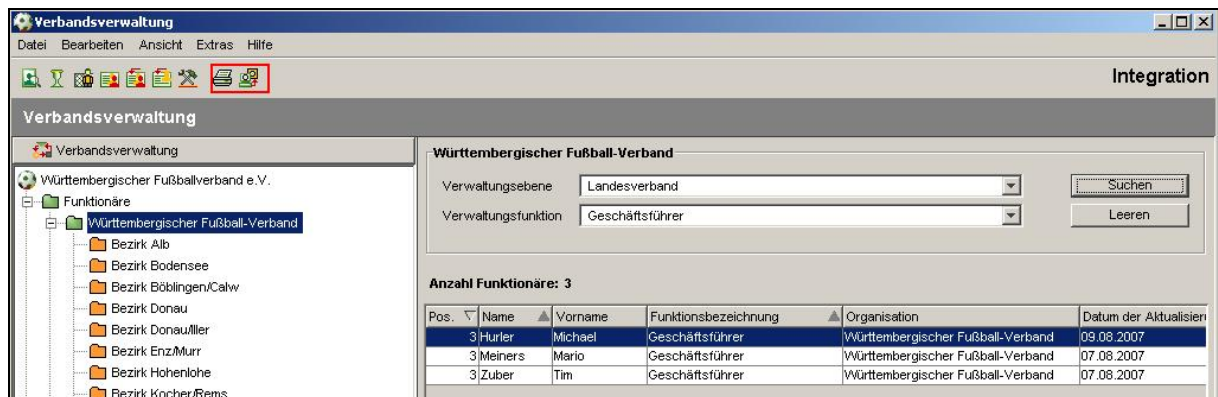 Verbandsverwaltung
Datei Bearbeiten Ansicht Extras Hilfe
Integration
Verbandsverwaltung
Verbandsverwaltung
Württembergischer Fußballverband e.V.
Funktionäre
Württembergischer Fußball-Verband
Bezirk Alb
Bezirk Bodensee
Bezirk Böblingen/Calw
Bezirk Donau
Bezirk Donau/Iller
Bezirk Enz/Murr
Bezirk Hohenlohe
Bezirk Kocher/Rems
Württembergischer Fußball-Verband
Verwaltungsebene Landesverband Suchen
Verwaltungsfunktion Geschäftsführer Leeren
Anzahl Funktionäre: 3
Pos. Name Vorname Funktionsbezeichnung Organisation Datum der Aktualisier
3 Hurler Michael Geschäftsführer Württembergischer Fußball-Verband 09.08.2007
3 Meiners Mario Geschäftsführer Württembergischer Fußball-Verband 07.08.2007
3 Zuber Tim Geschäftsführer Württembergischer Fußball-Verband 07.08.2007